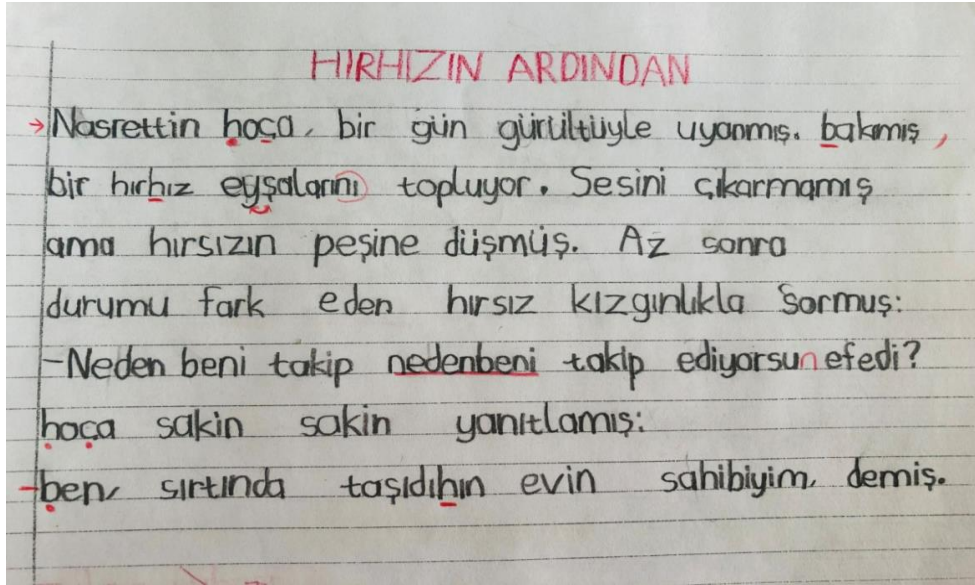 HIRHIZIN ARDINDAN
→ Nasrettin hoça, bir gün gürültüyle uyanmış. bakmış,
bir hırhız eyşalarını topluyor. Sesini çıkarmamış
ama hırsızın peşine düşmüş. Az sonra
durumu fark eden hırsız kızgınlıkla Sormuş:
-Neden beni takip nedenbeni takip ediyorsun efedi?
hoça sakin sakin yanıtlamış:
-ben, sırtında taşıdıhın evin sahibiyim, demiş.